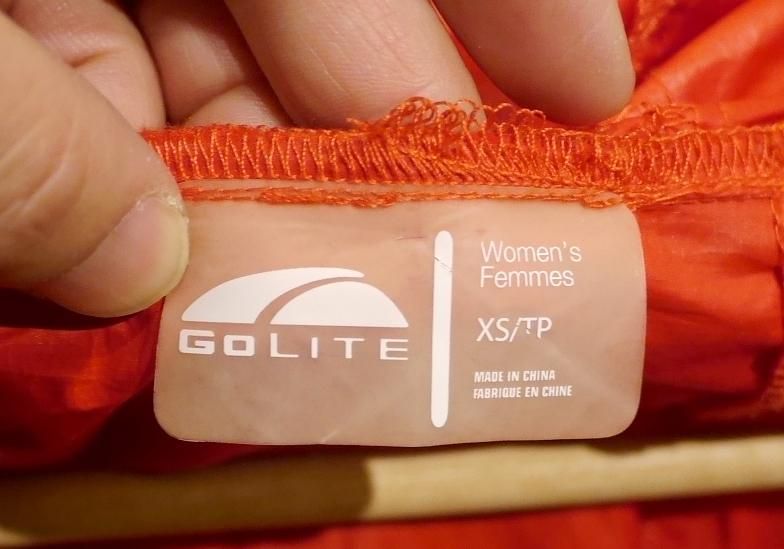 GOLITE
Women's
Femmes
XS/TP
MADE IN CHINA
FABRIQUE EN CHINE